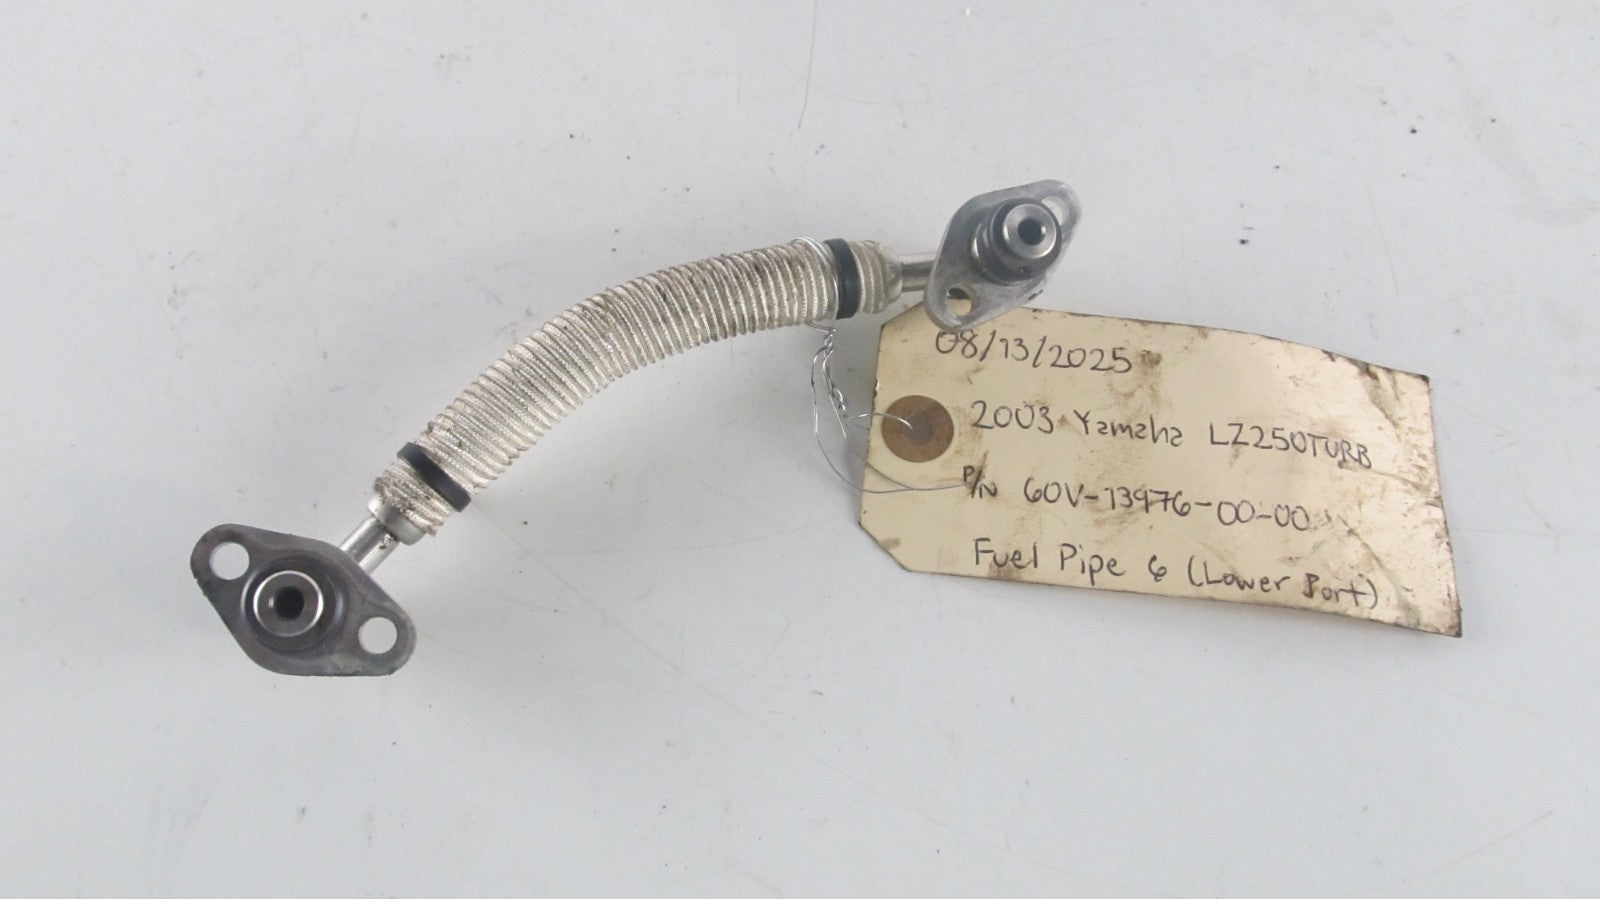 08/13/2025
2003 Yamaha LZ250TURB
P/N 60V-13976-00-00
Fuel Pipe 6 (Lower Port)